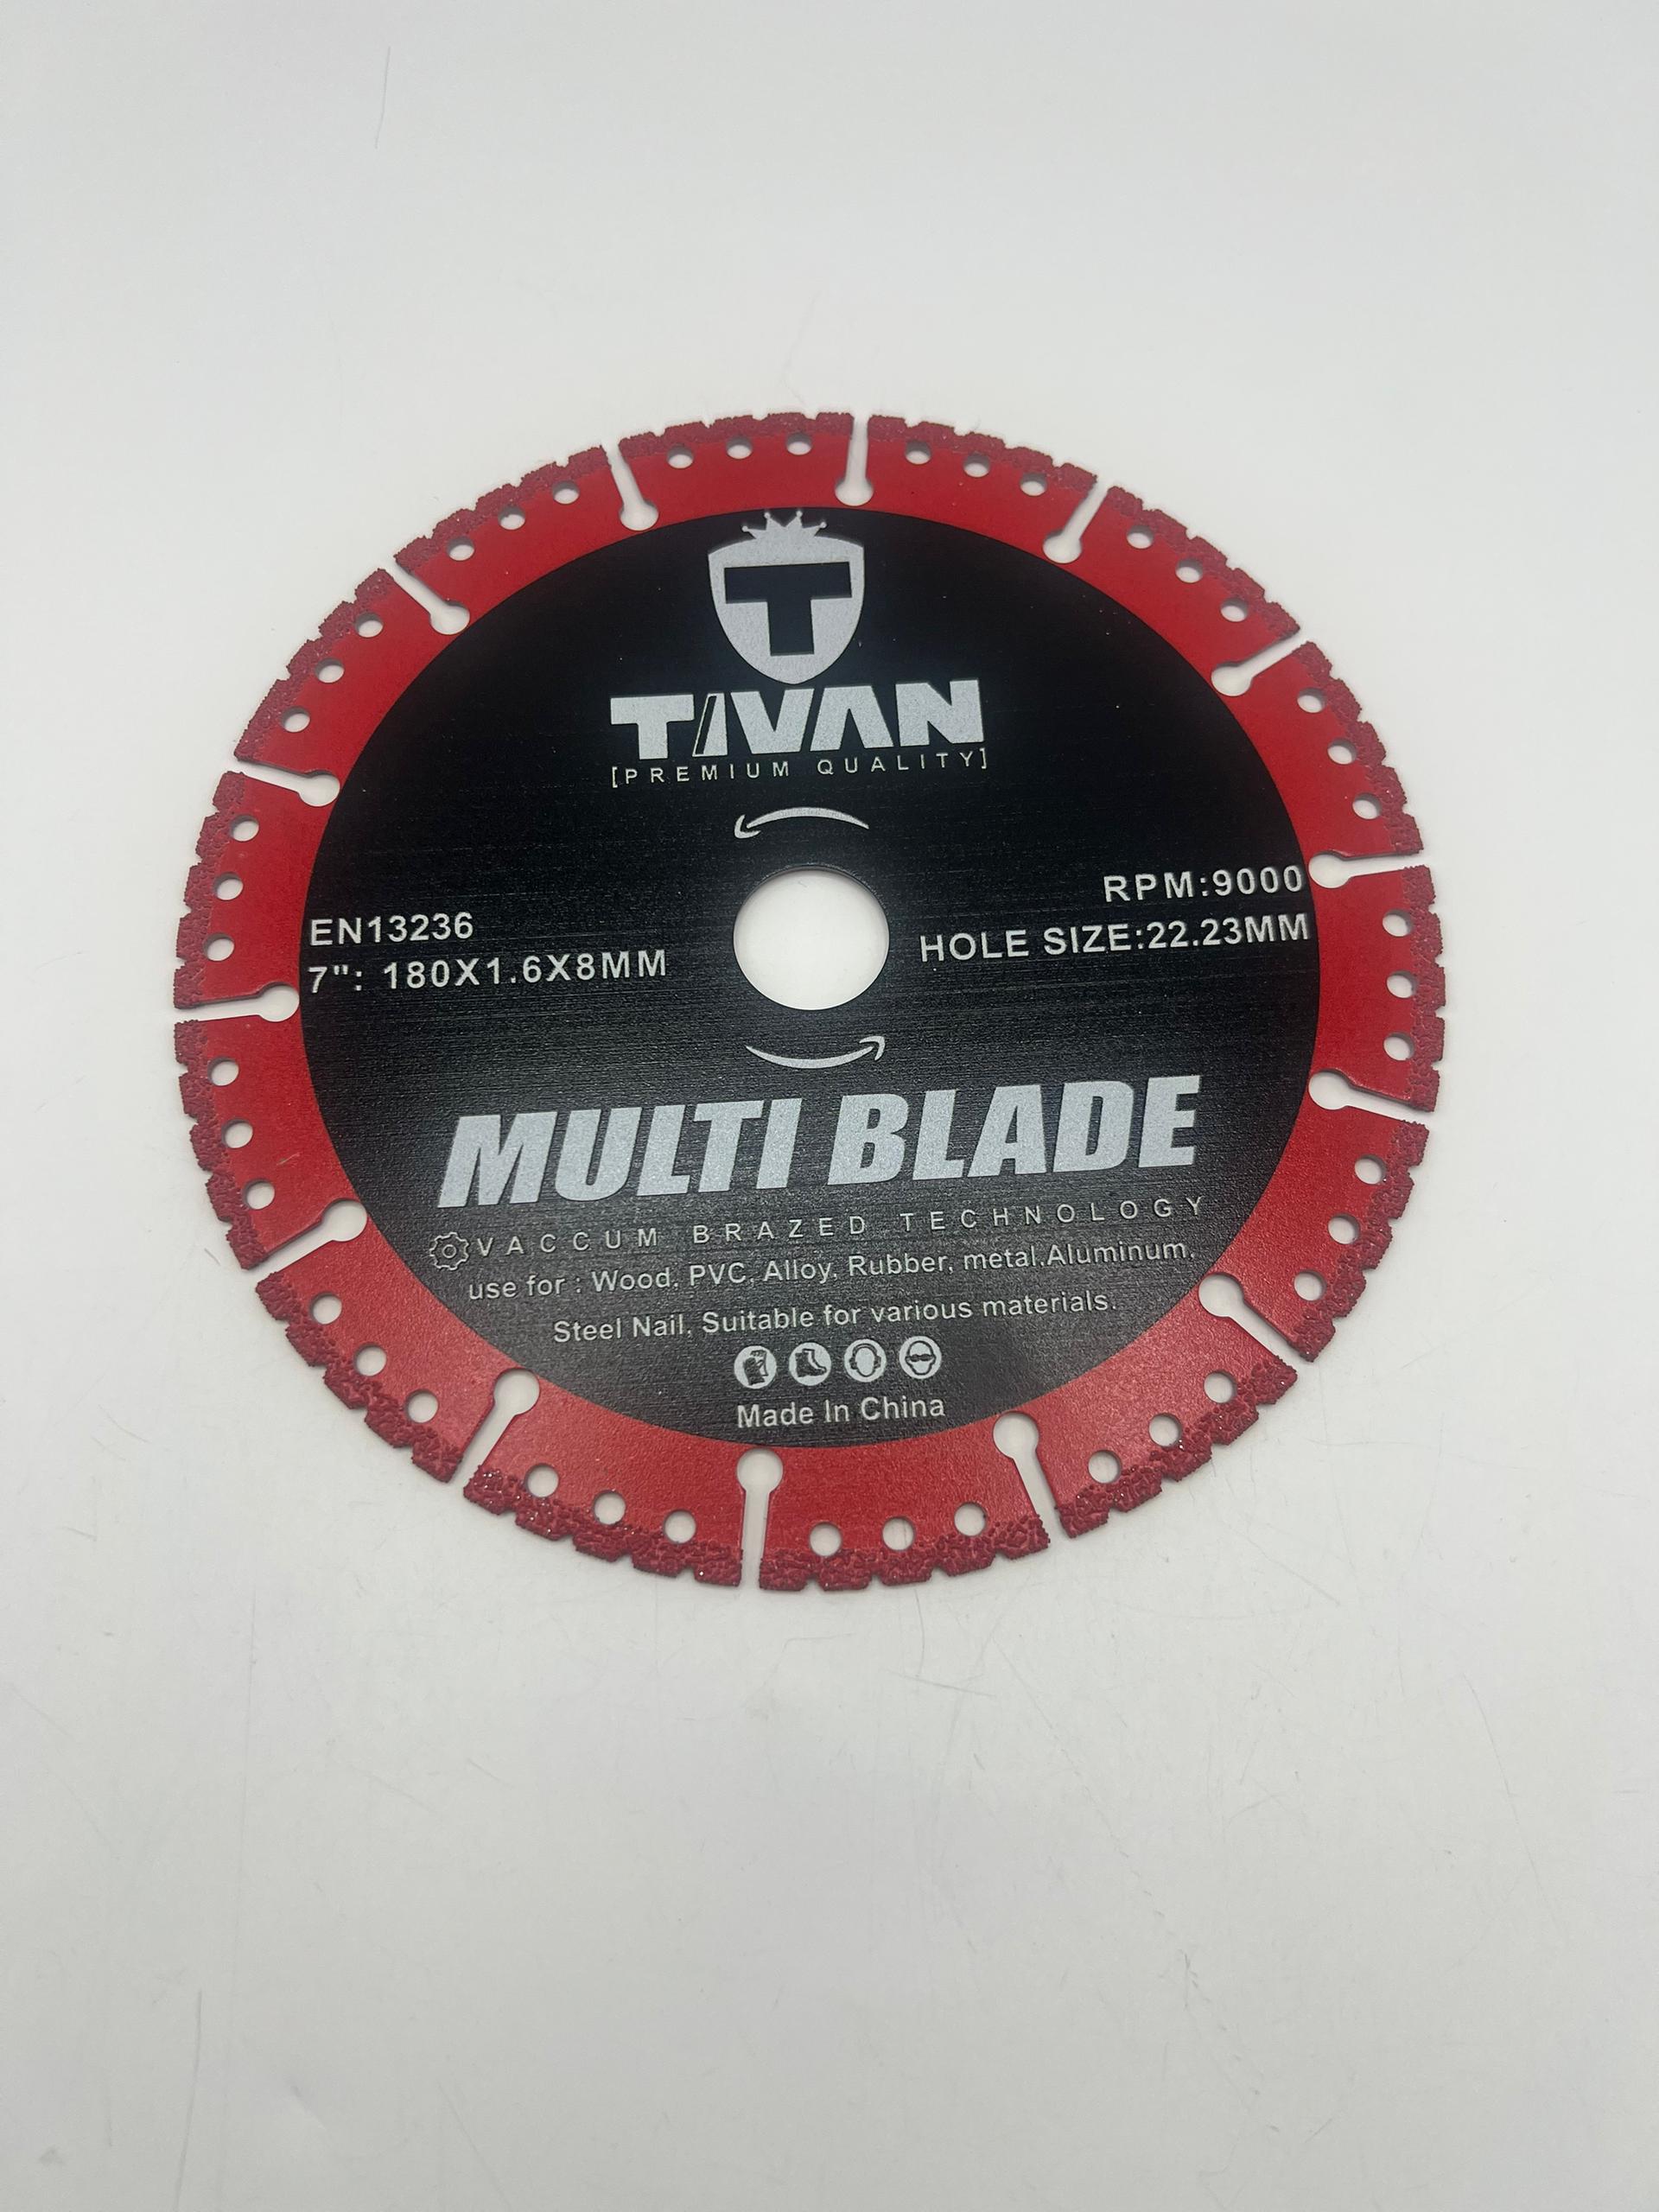 T
TIVAN
[PREMIUM QUALITY]
EN13236
7": 180X1.6X8MM
RPM:9000
HOLE SIZE:22.23MM
MULTI BLADE
VACCUM BRAZED TECHNOLOGY
use for : Wood, PVC, Alloy, Rubber, metal.Aluminum.
Steel Nail, Suitable for various materials.
Made In China